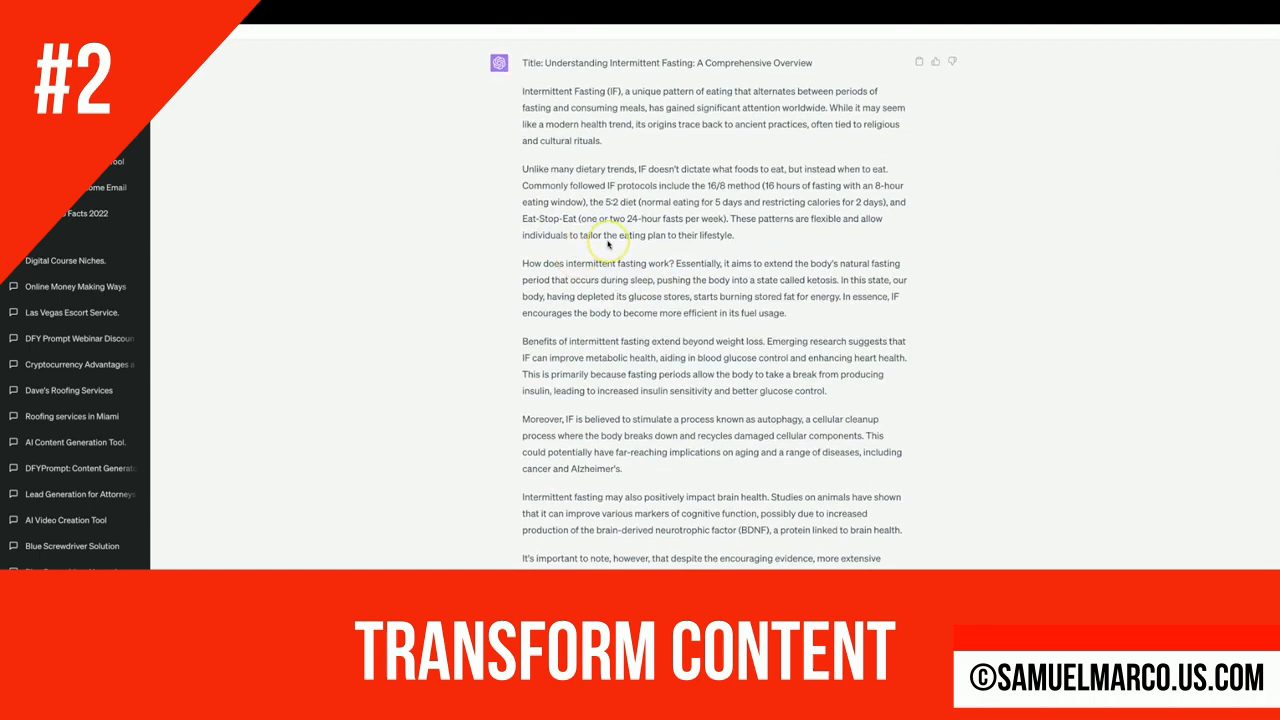 #2
Title: Understanding Intermittent Fasting: A Comprehensive Overview
Intermittent Fasting (IF), a unique pattern of eating that alternates between periods of
fasting and consuming meals, has gained significant attention worldwide. While it may seem
like a modern health trend, its origins trace back to ancient practices, often tied to religious
and cultural rituals.
Unlike many dietary trends, IF doesn't dictate what foods to eat, but instead when to eat.
Commonly followed IF protocols include the 16/8 method (16 hours of fasting with an 8-hour
eating window), the 5:2 diet (normal eating for 5 days and restricting calories for 2 days), and
Eat-Stop-Eat (one or two 24-hour fasts per week). These patterns are flexible and allow
individuals to tailor the eating plan to their lifestyle.
How does intermittent fasting work? Essentially, it aims to extend the body's natural fasting
period that occurs during sleep, pushing the body into a state called ketosis. In this state, our
body, having depleted its glucose stores, starts burning stored fat for energy. In essence, IF
encourages the body to become more efficient in its fuel usage.
Benefits of intermittent fasting extend beyond weight loss. Emerging research suggests that
IF can improve metabolic health, aiding in blood glucose control and enhancing heart health.
This is primarily because fasting periods allow the body to take a break from producing
insulin, leading to increased insulin sensitivity and better glucose control.
Moreover, IF is believed to stimulate a process known as autophagy, a cellular cleanup
process where the body breaks down and recycles damaged cellular components. This
could potentially have far-reaching implications on aging and a range of diseases, including
cancer and Alzheimer's.
Intermittent fasting may also positively impact brain health. Studies on animals have shown
that it can improve various markers of cognitive function, possibly due to increased
production of the brain-derived neurotrophic factor (BDNF), a protein linked to brain health.
It's important to note, however, that despite the encouraging evidence, more extensive
ome Email
Facts 2022
Digital Course Niches.
Online Money Making Ways
Las Vegas Escort Service.
DFY Prompt Webinar Discoun
Cryptocurrency Advantages a
Dave's Roofing Services
Roofing services in Miami
AI Content Generation Tool.
DFYPrompt: Content Generato
Lead Generation for Attorneys
AI Video Creation Tool
Blue Screwdriver Solution
TRANSFORM CONTENT
©SAMUELMARCO.US.COM